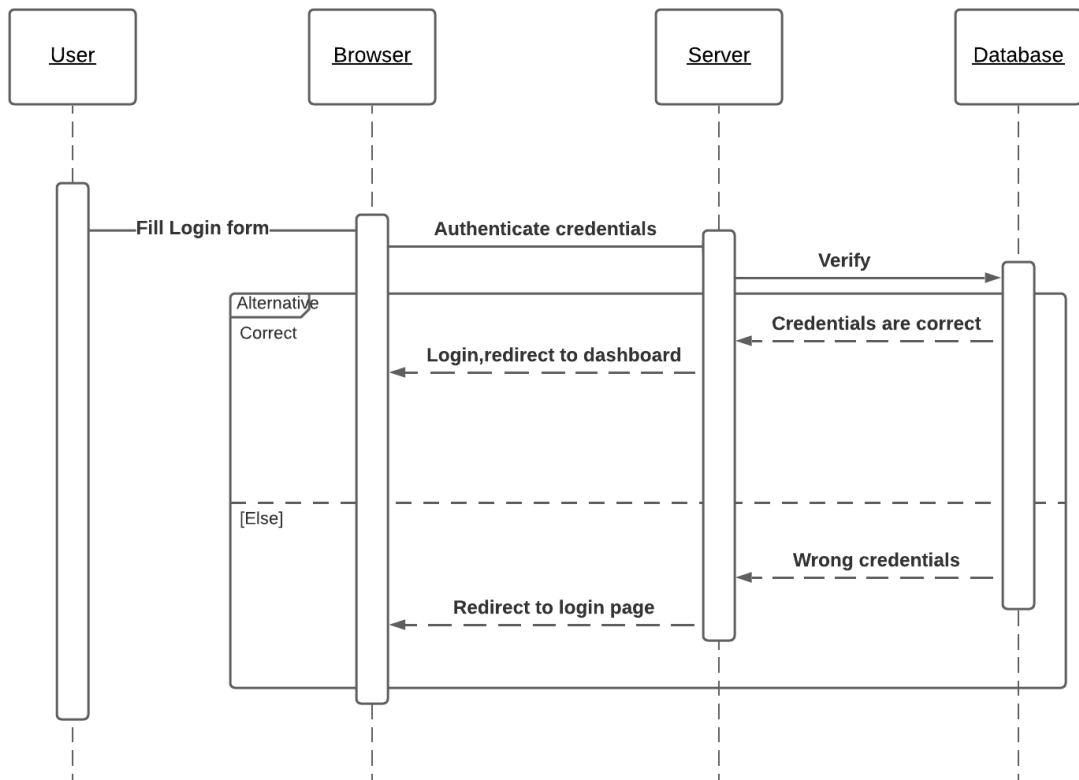 User
Browser
Server
Database
Fill Login form
Authenticate credentials
Verify
Alternative
Correct
Credentials are correct
Login,redirect to dashboard
[Else]
Wrong credentials
Redirect to login page